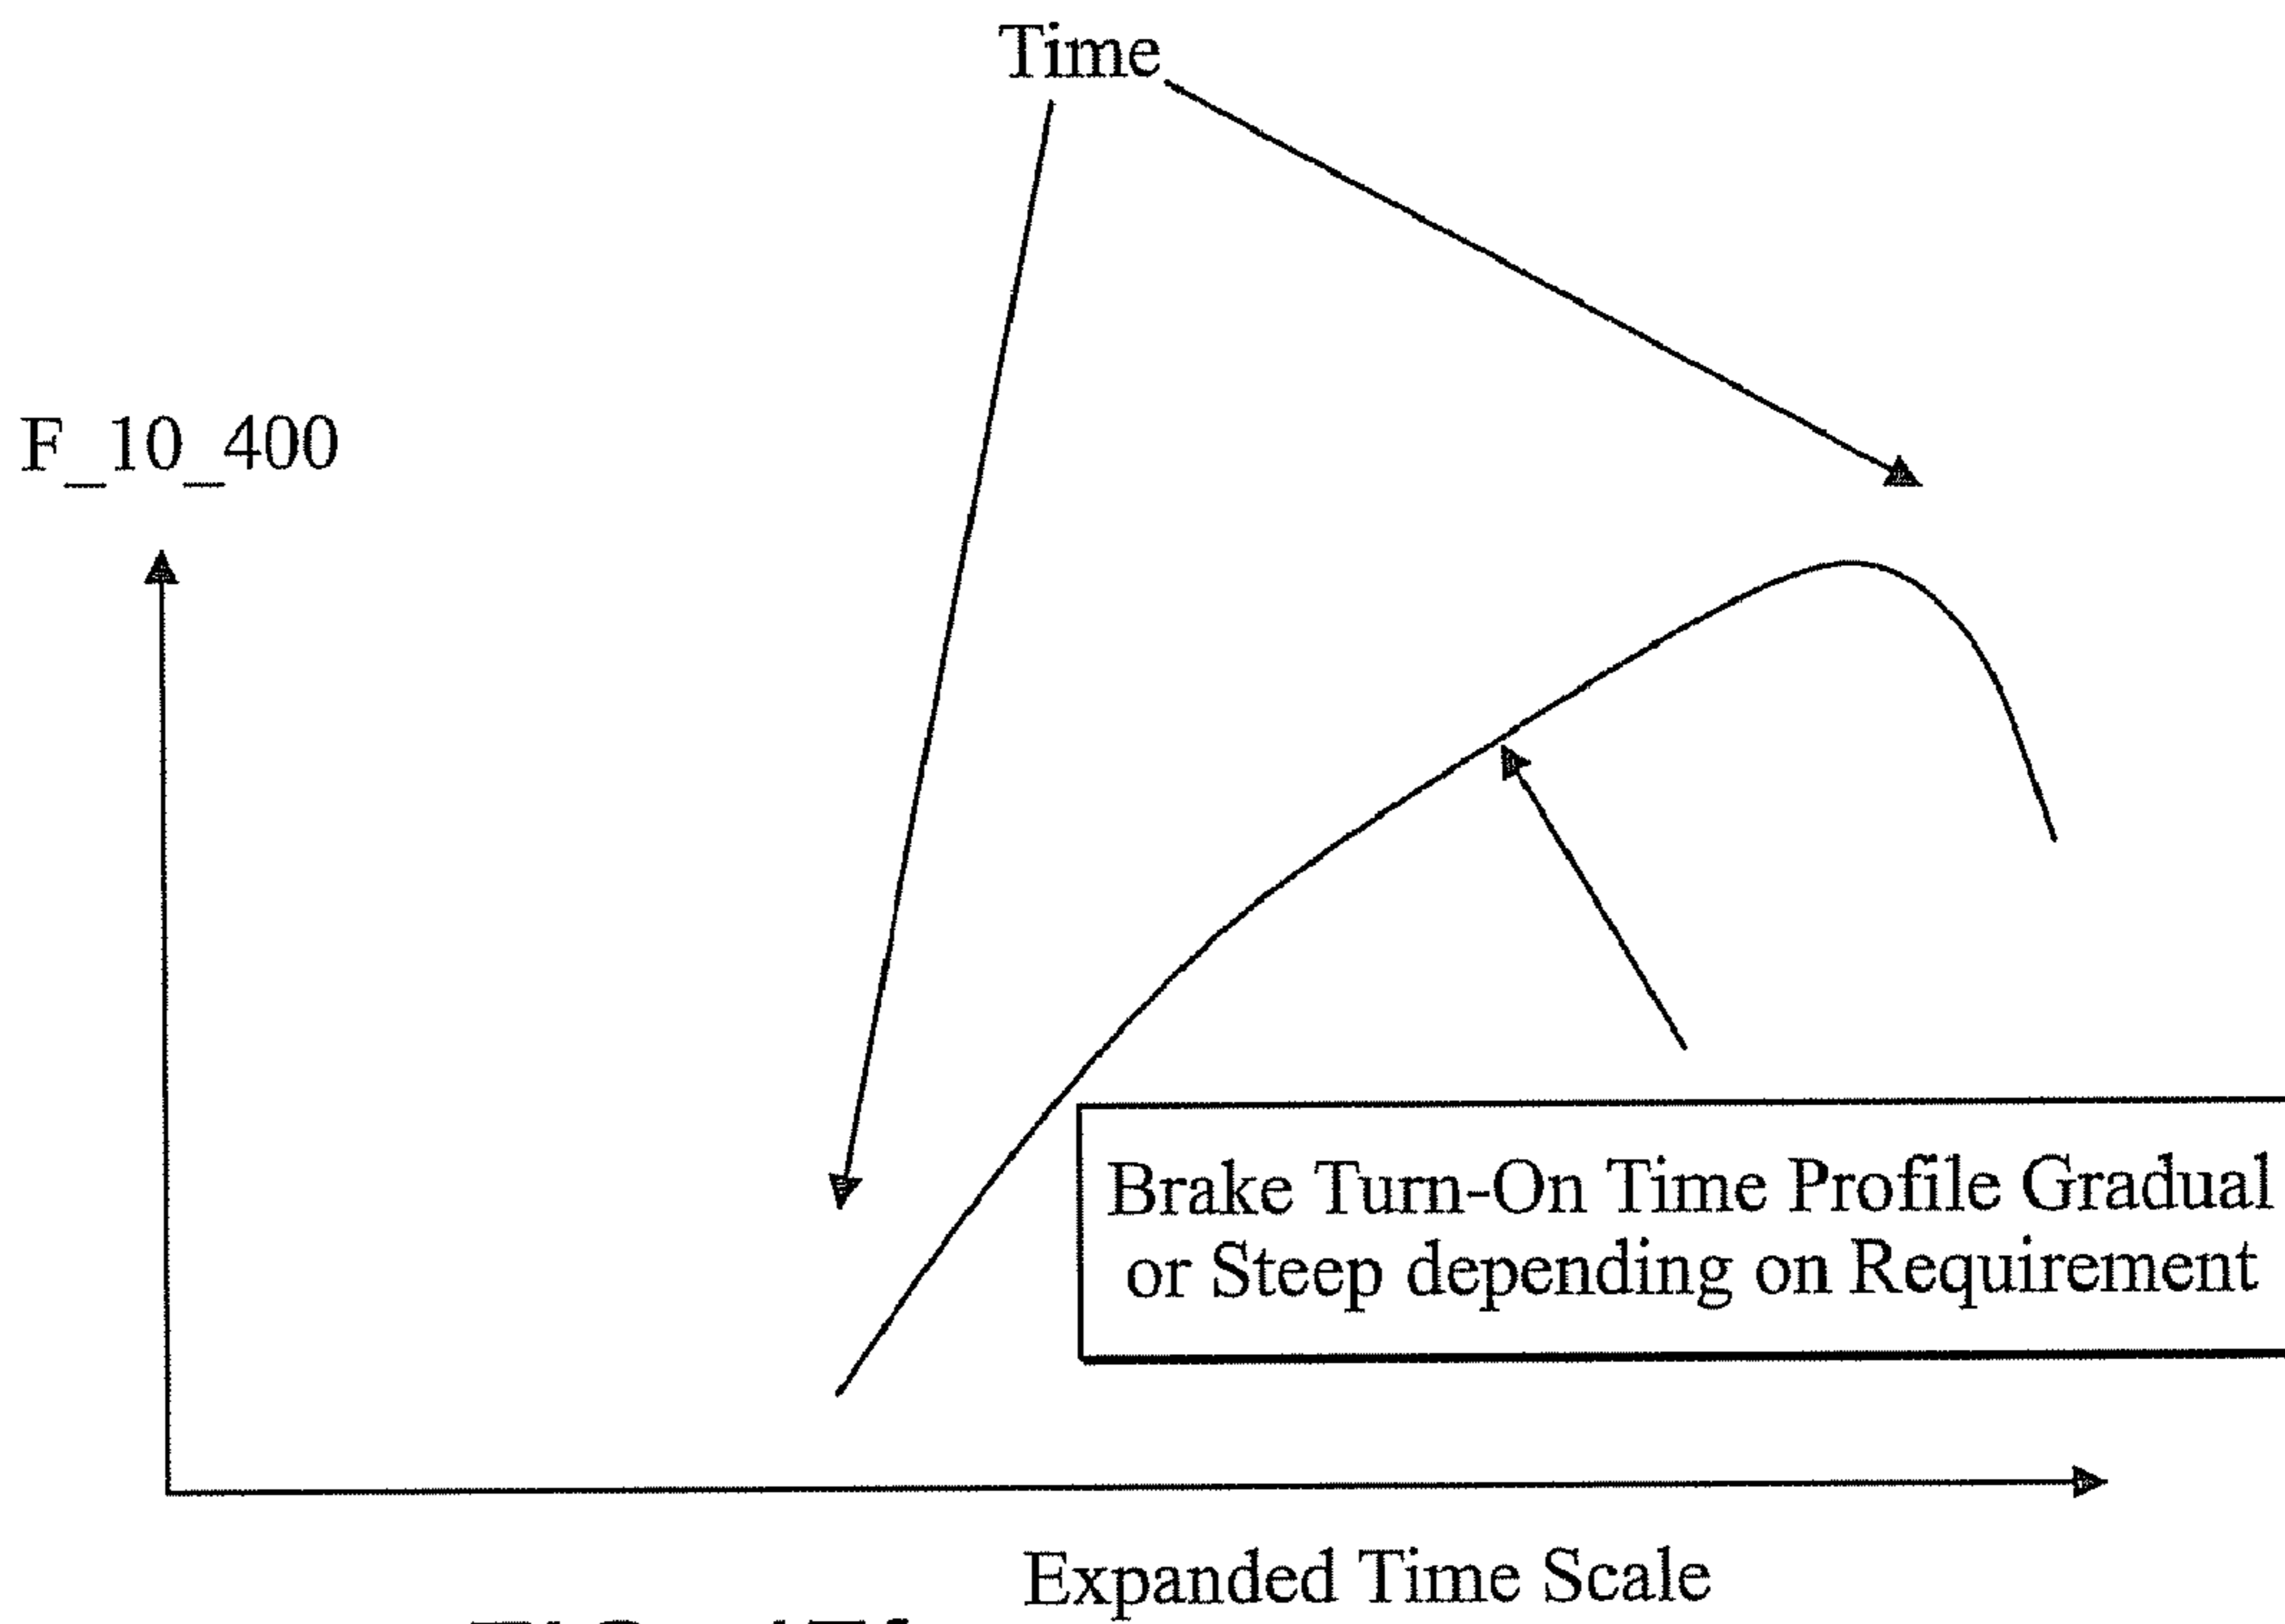 Time
F_10_400
Brake Turn-On Time Profile Gradual
or Steep depending on Requirement
Expanded Time Scale